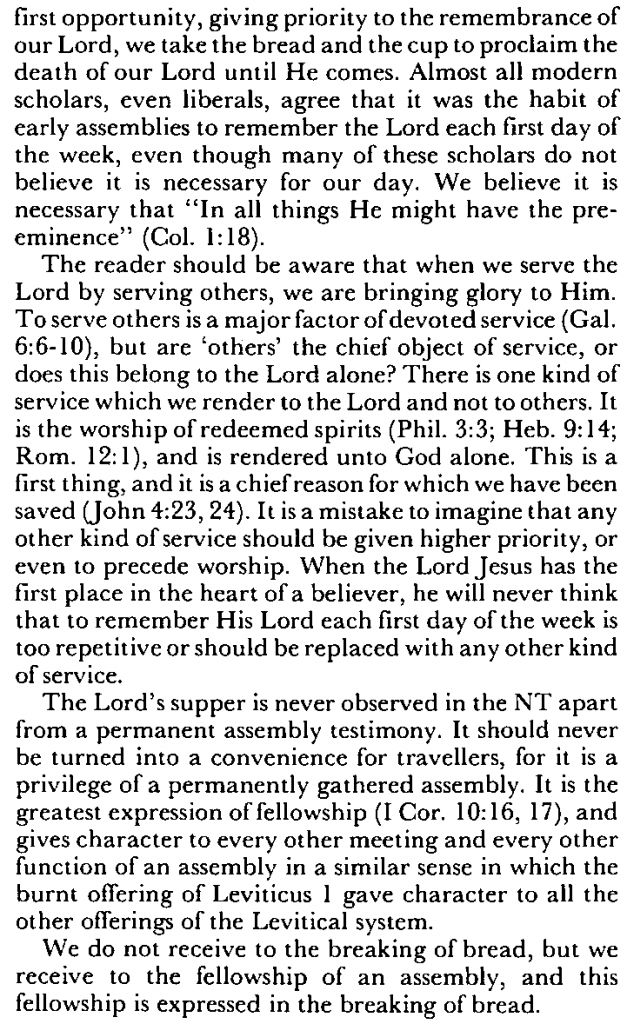 first opportunity, giving priority to the remembrance of
our Lord, we take the bread and the cup to proclaim the
death of our Lord until He comes. Almost all modern
scholars, even liberals, agree that it was the habit of
early assemblies to remember the Lord each first day of
the week, even though many of these scholars do not
believe it is necessary for our day. We believe it is
necessary that “In all things He might have the pre-
eminence” (Col. 1:18).
The reader should be aware that when we serve the
Lord by serving others, we are bringing glory to Him.
To serve others is a major factor of devoted service (Gal.
6:6-10), but are ‘others’ the chief object of service, or
does this belong to the Lord alone? There is one kind of
service which we render to the Lord and not to others. It
is the worship of redeemed spirits (Phil. 3:3; Heb. 9:14;
Rom. 12:1), and is rendered unto God alone. This is a
first thing, and it is a chief reason for which we have been
saved (John 4:23, 24). It is a mistake to imagine that any
other kind of service should be given higher priority, or
even to precede worship. When the Lord Jesus has the
first place in the heart of a believer, he will never think
that to remember His Lord each first day of the week is
too repetitive or should be replaced with any other kind
of service.
The Lord’s supper is never observed in the NT apart
from a permanent assembly testimony. It should never
be turned into a convenience for travellers, for it is a
privilege of a permanently gathered assembly. It is the
greatest expression of fellowship (I Cor. 10:16, 17), and
gives character to every other meeting and every other
function of an assembly in a similar sense in which the
burnt offering of Leviticus 1 gave character to all the
other offerings of the Levitical system.
We do not receive to the breaking of bread, but we
receive to the fellowship of an assembly, and this
fellowship is expressed in the breaking of bread.